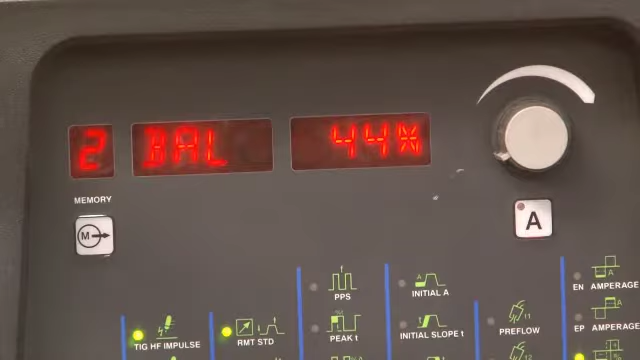 2 BAL 44%
MEMORY
M
A
PPS
INITIAL A
EN AMPERAGE
TIG HF IMPULSE
RMT STD
PEAK t
INITIAL SLOPE t
PREFLOW
EP AMPERAGE